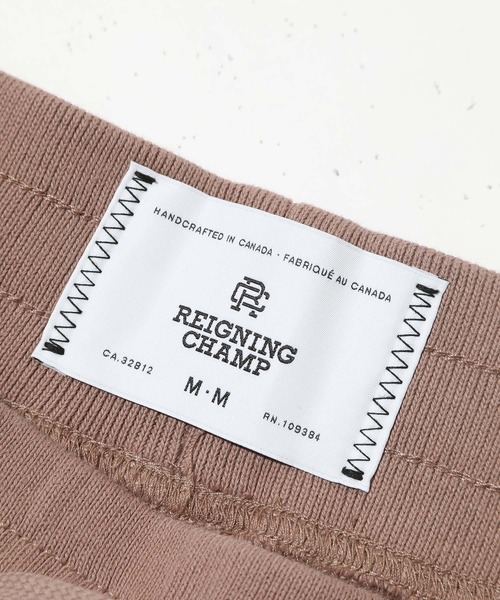 HANDCRAFTED IN CANADA · FABRIQUÉ AU CANADA
RC
REIGNING
CHAMP
CA.32812
M·M
RN.109384